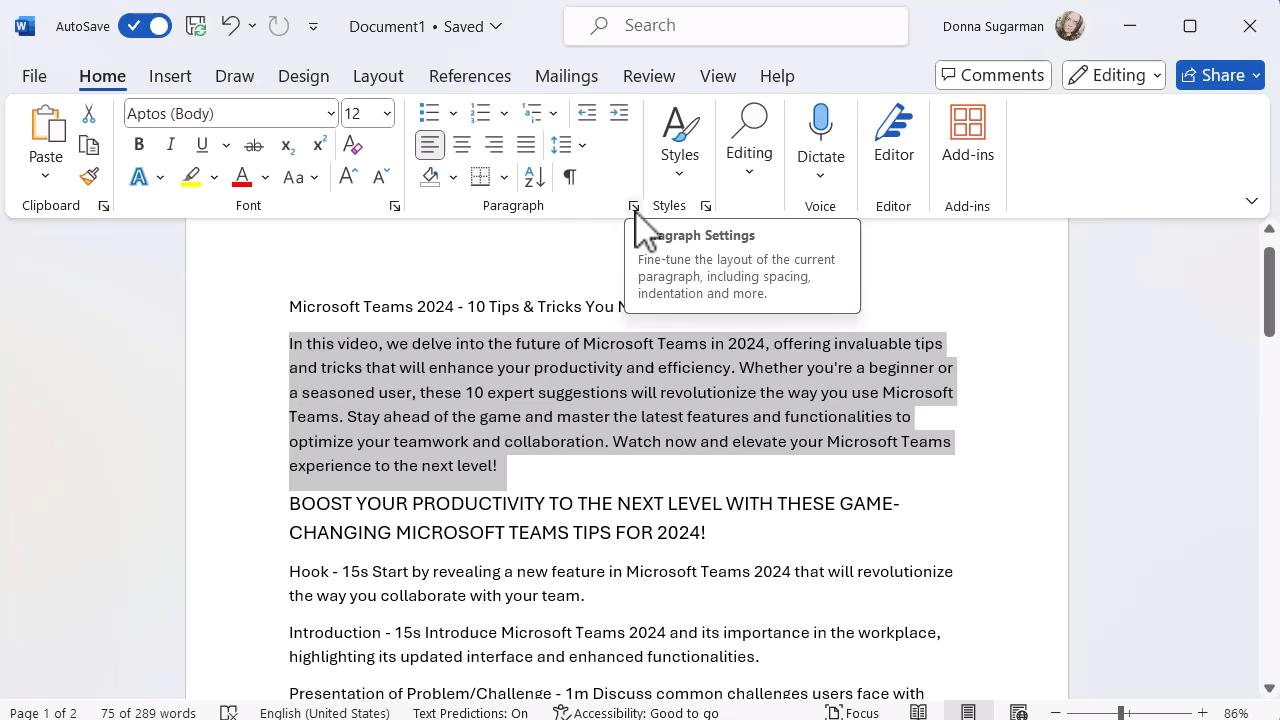 AutoSave
Document1 • Saved
Search
Donna Sugarman
File
Home
Insert
Draw
Design
Layout
References
Mailings
Review
View
Help
Comments
Editing
Share
Paste
Clipboard
Aptos (Body)
12
Font
Paragraph
Styles
Styles
Editing
Dictate
Voice
Editor
Editor
Add-ins
Add-ins
Settings
Fine-tune the layout of the current
paragraph, including spacing,
indentation and more.
Microsoft Teams 2024 - 10 Tips & Tricks You
In this video, we delve into the future of Microsoft Teams in 2024, offering invaluable tips
and tricks that will enhance your productivity and efficiency. Whether you're a beginner or
a seasoned user, these 10 expert suggestions will revolutionize the way you use Microsoft
Teams. Stay ahead of the game and master the latest features and functionalities to
optimize your teamwork and collaboration. Watch now and elevate your Microsoft Teams
experience to the next level!
BOOST YOUR PRODUCTIVITY TO THE NEXT LEVEL WITH THESE GAME-
CHANGING MICROSOFT TEAMS TIPS FOR 2024!
Hook - 15s Start by revealing a new feature in Microsoft Teams 2024 that will revolutionize
the way you collaborate with your team.
Introduction - 15s Introduce Microsoft Teams 2024 and its importance in the workplace,
highlighting its updated interface and enhanced functionalities.
Presentation of Problem/Challenge - 1m Discuss common challenges users face with
Page 1 of 2
75 of 289 words
English (United States)
Text Predictions: On
Accessibility: Good to go
Focus
86%